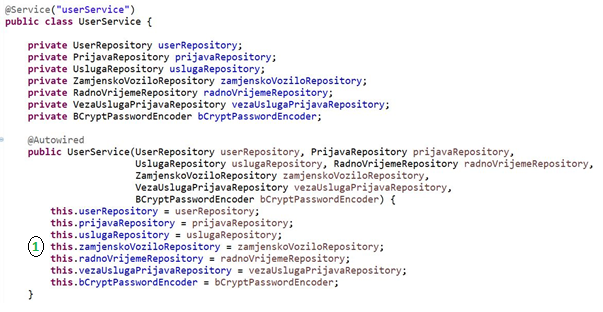 @Service("userService")
public class UserService {
private UserRepository userRepository;
private PrijavaRepository prijavaRepository;
private UslugaRepository uslugaRepository;
private ZamjenskoVoziloRepository zamjenskoVoziloRepository;
private RadnoVrijemeRepository radnoVrijemeRepository;
private VezaUslugaPrijavaRepository vezaUslugaPrijavaRepository;
private BCryptPasswordEncoder bCryptPasswordEncoder;
@Autowired
public UserService(UserRepository userRepository, PrijavaRepository prijavaRepository,
UslugaRepository uslugaRepository, RadnoVrijemeRepository radnoVrijemeRepository,
ZamjenskoVoziloRepository zamjenskoVoziloRepository,
VezaUslugaPrijavaRepository vezaUslugaPrijavaRepository,
BCryptPasswordEncoder bCryptPasswordEncoder) {
this.userRepository = userRepository;
this.prijavaRepository = prijavaRepository;
this.uslugaRepository = uslugaRepository;
1 this.zamjenskoVoziloRepository = zamjenskoVoziloRepository;
this.radnoVrijemeRepository = radnoVrijemeRepository;
this.vezaUslugaPrijavaRepository = vezaUslugaPrijavaRepository;
this.bCryptPasswordEncoder = bCryptPasswordEncoder;
}